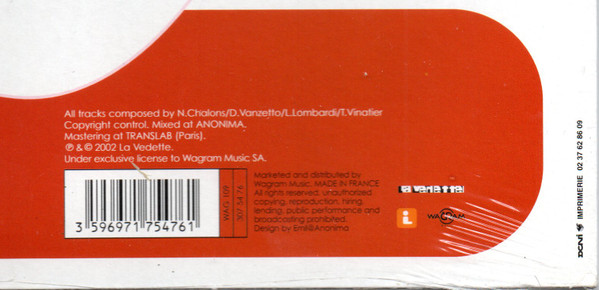 All tracks composed by N.Chalons/D.Vanzetto/L.Lombardi/T.Vinatier
Copyright control. Mixed at ANONIMA.
Mastering at TRANSLAB (Paris).
℗ & © 2002 La Vedette.
Under exclusive license to Wagram Music SA.
3 596971 754761
WAG 109
307 54 76
Marketed and distributed by
Wagram Music. MADE IN FRANCE
All rights reserved, unauthorized
copying, reproduction, hiring,
lending, public performance and
broadcasting prohibited.
Design by Emil@Anonima
La Vedette
i
WAGRAM
IMPRIMERIE 02 37 62 86 09